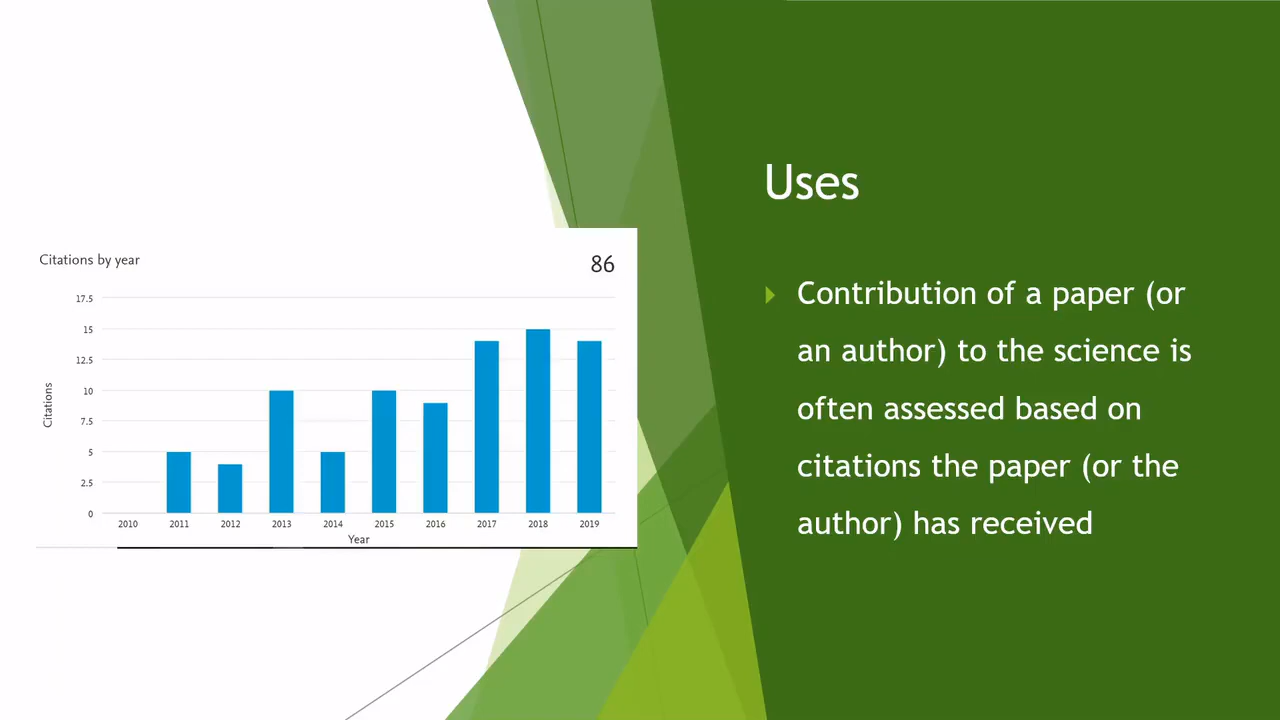 Uses
Contribution of a paper (or
an author) to the science is
often assessed based on
citations the paper (or the
author) has received
Citations by year
86
Citations
17.5
15
12.5
10
7.5
5
2.5
0
2010 2011 2012 2013 2014 2015 2016 2017 2018 2019
Year